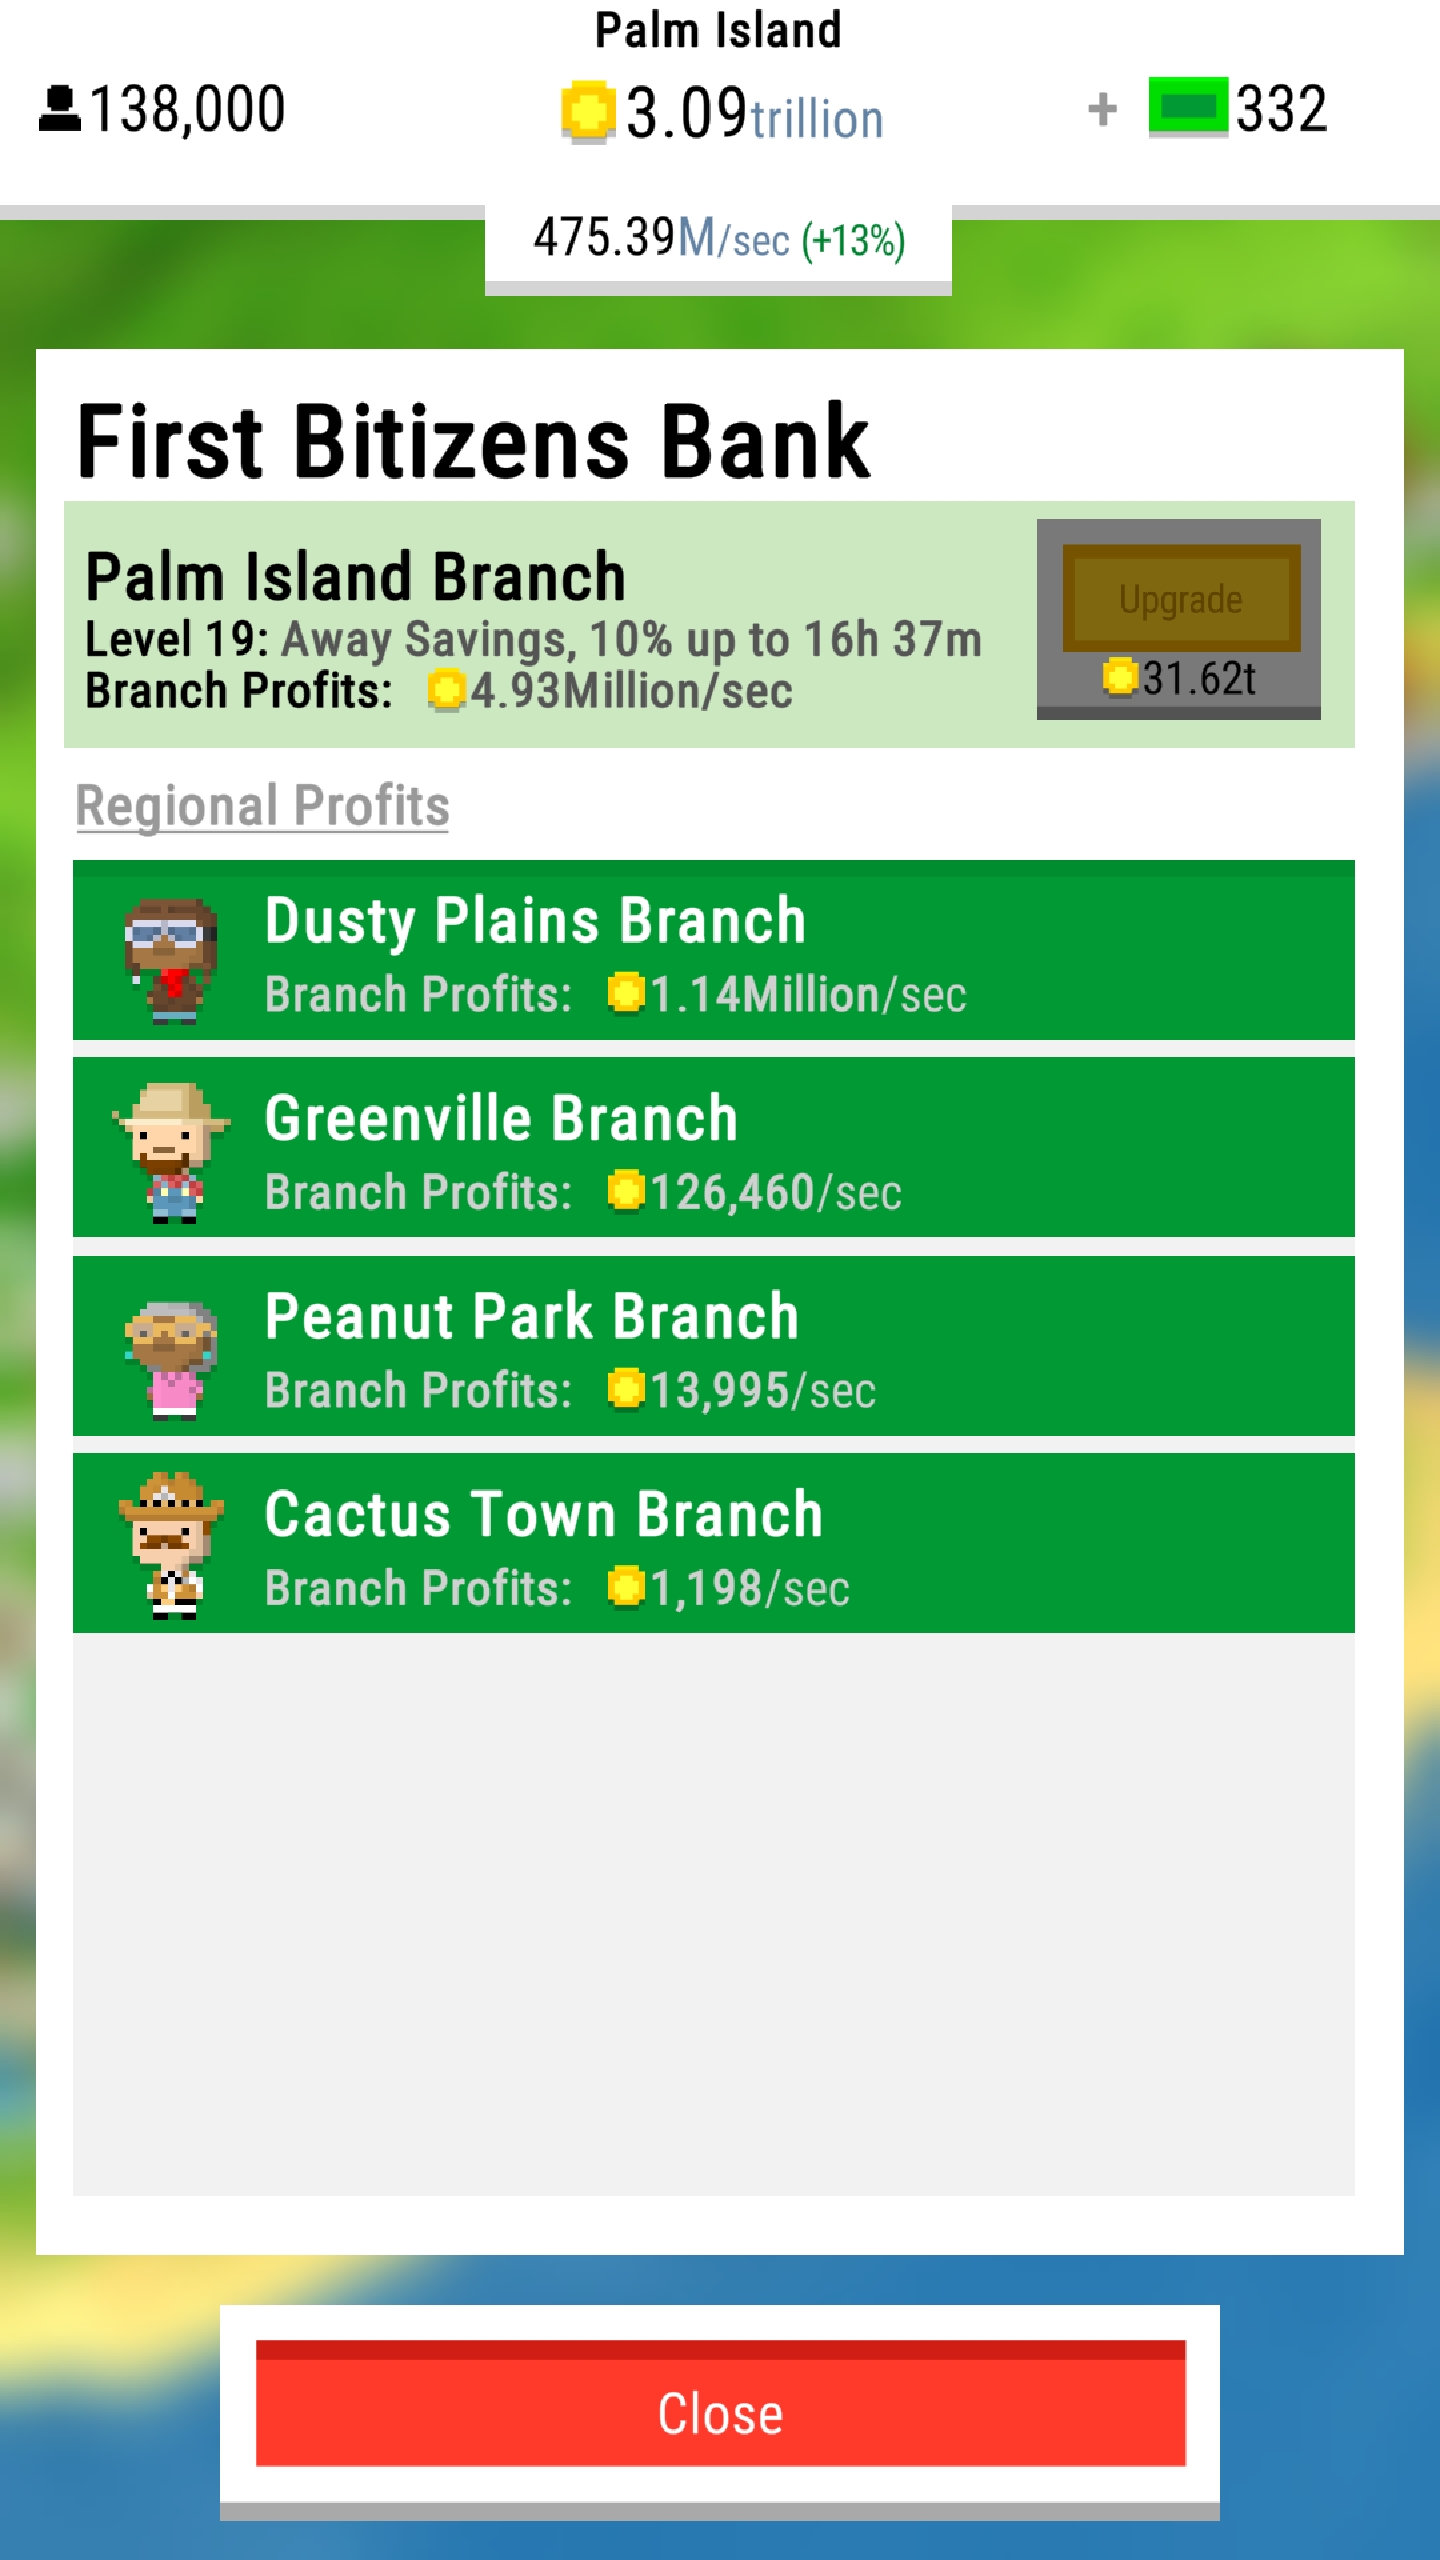 Palm Island
138,000
3.09trillion
+ 332
475.39M/sec (+13%)
First Bitizens Bank
Palm Island Branch
Level 19: Away Savings, 10% up to 16h 37m
Branch Profits: 4.93Million/sec
Upgrade
31.62t
Regional Profits
Dusty Plains Branch
Branch Profits: 1.14Million/sec
Greenville Branch
Branch Profits: 126,460/sec
Peanut Park Branch
Branch Profits: 13,995/sec
Cactus Town Branch
Branch Profits: 1,198/sec
Close